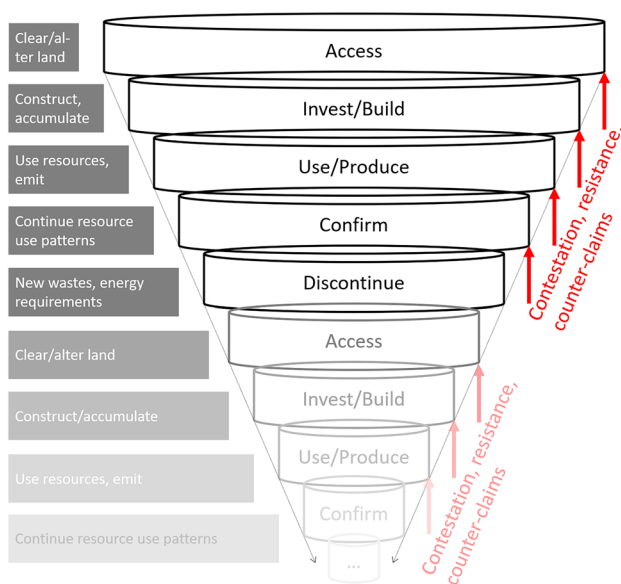 Clear/al-
ter land
Access
Construct,
accumulate
Invest/Build
Use resources,
emit
Use/Produce
Continue resource
use patterns
Confirm
New wastes, energy
requirements
Discontinue
Contestation, resistance,
counter-claims
Clear/alter land
Access
Construct/accumulate
Invest/Build
Use resources, emit
Use/Produce
Continue resource use patterns
Confirm
...
Contestation, resistance,
counter-claims